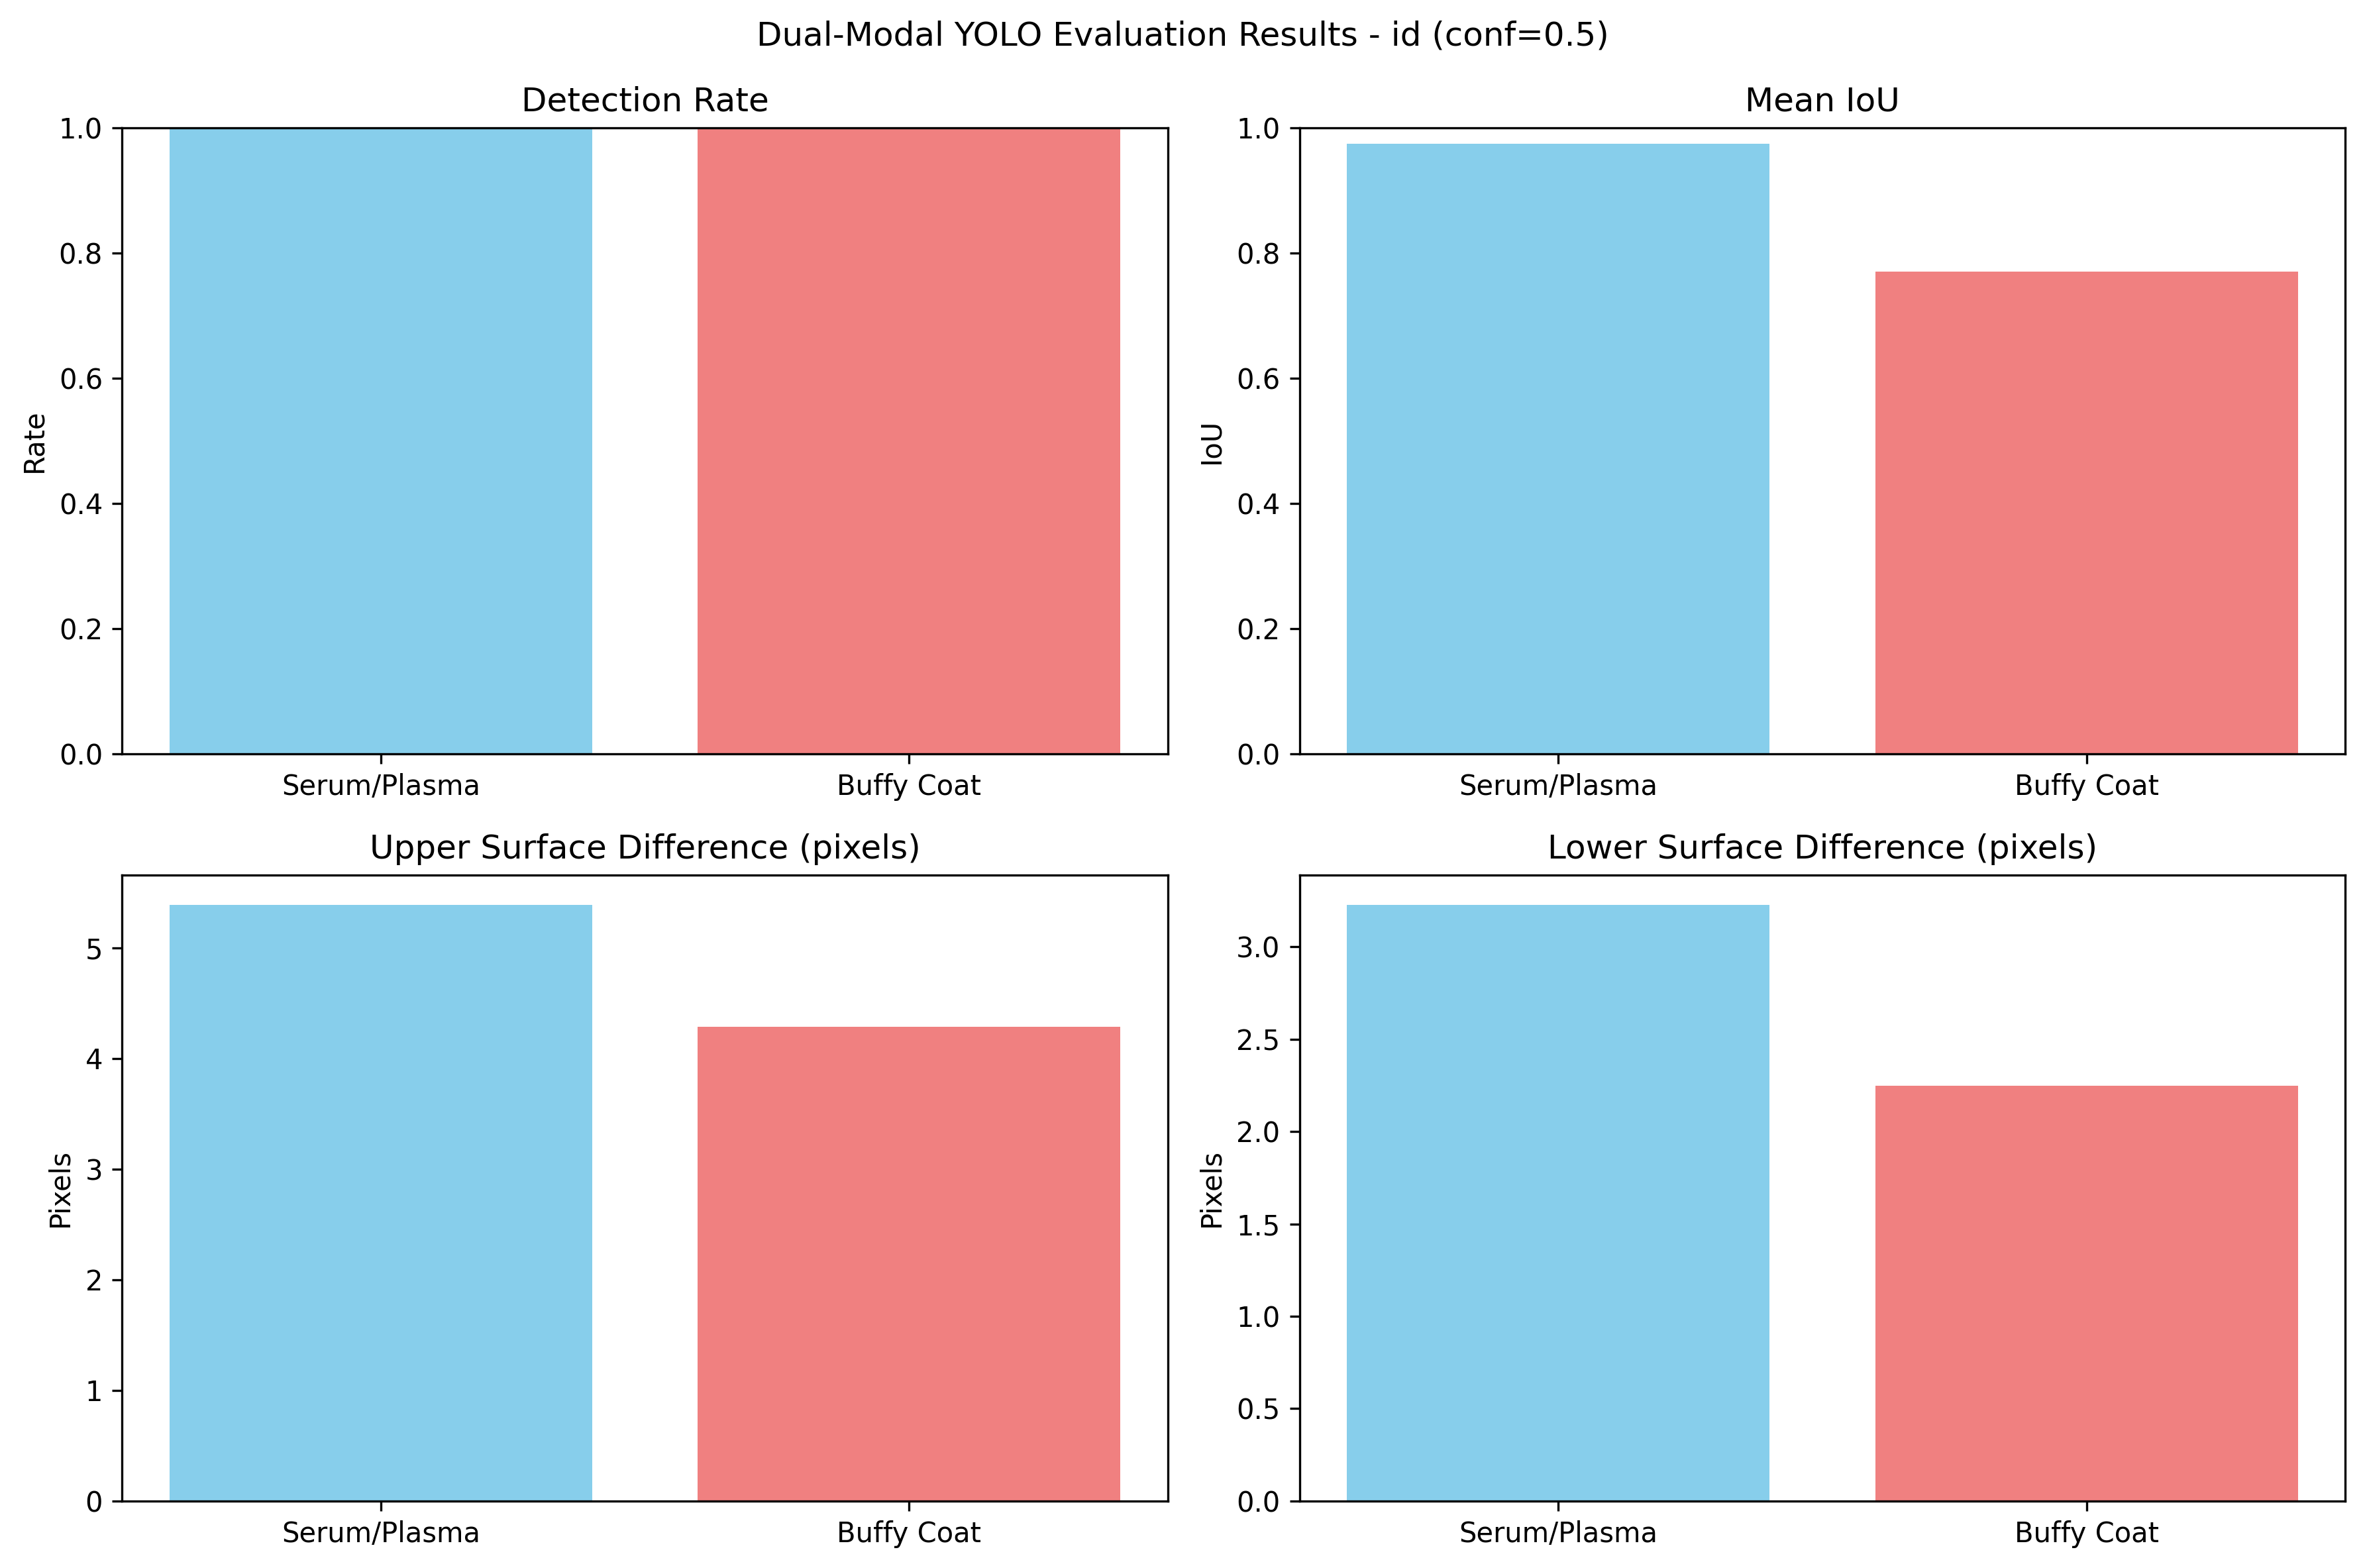 Dual-Modal YOLO Evaluation Results - id (conf=0.5)
Detection Rate
1.0
0.8
0.6
0.4
0.2
0.0
Rate
Serum/Plasma
Buffy Coat
Mean IoU
1.0
0.8
0.6
0.4
0.2
0.0
IoU
Serum/Plasma
Buffy Coat
Upper Surface Difference (pixels)
5
4
3
2
1
0
Pixels
Serum/Plasma
Buffy Coat
Lower Surface Difference (pixels)
3.0
2.5
2.0
1.5
1.0
0.5
0.0
Pixels
Serum/Plasma
Buffy Coat